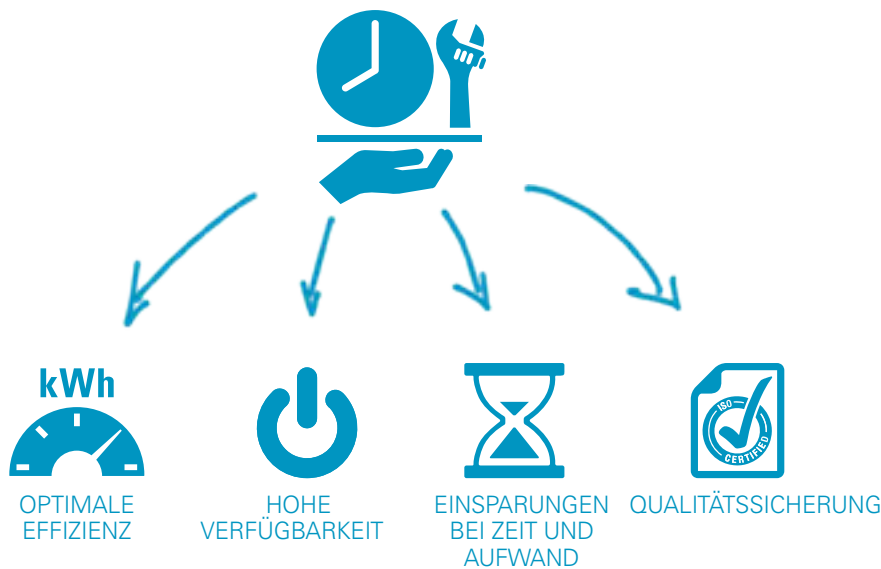 kWh
ISO
CERTIFIED
OPTIMALE
EFFIZIENZ
HOHE
VERFÜGBARKEIT
EINSPARUNGEN
BEI ZEIT UND
AUFWAND
QUALITÄTSSICHERUNG